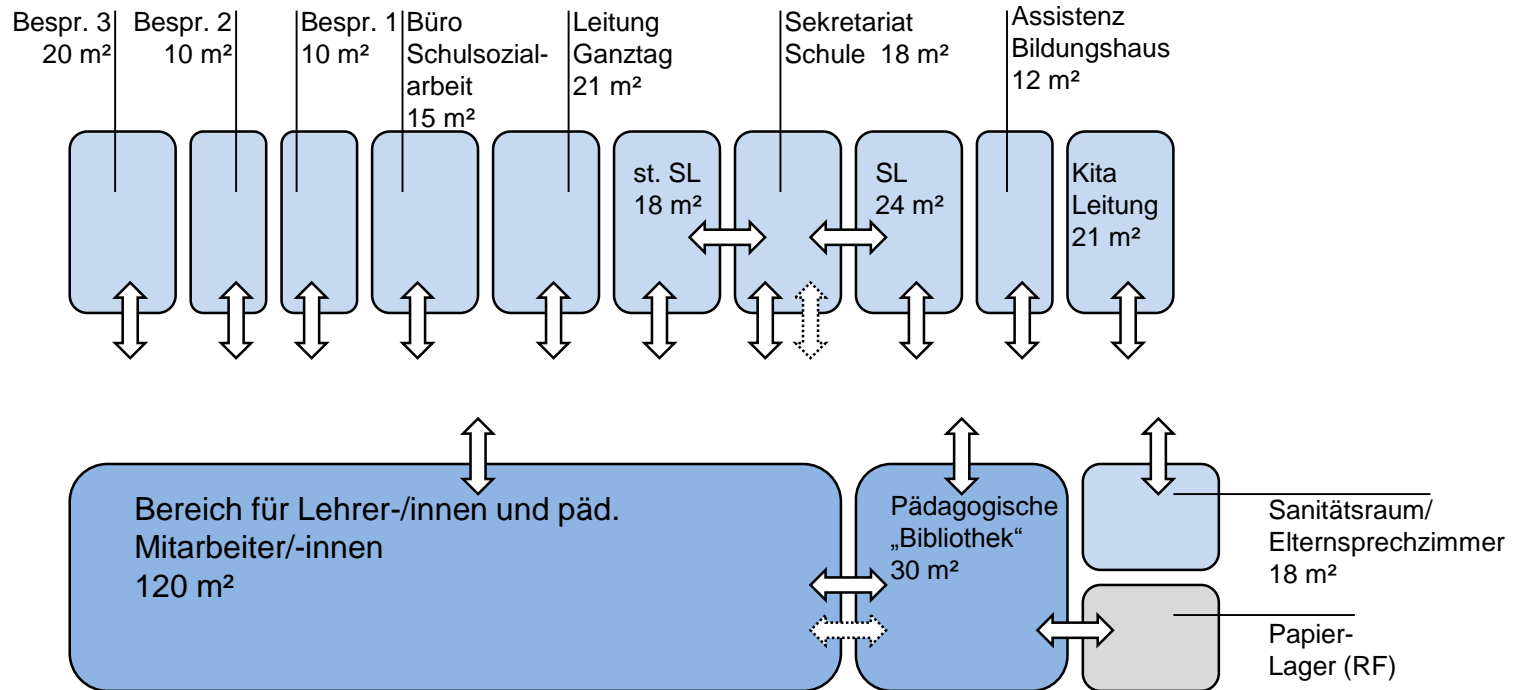 Bespr. 3
20 m²
Bespr. 2
10 m²
Bespr. 1
10 m²
Büro
Schulsozial-
arbeit
15 m²
Leitung
Ganztag
21 m²
Sekretariat
Schule 18 m²
Assistenz
Bildungshaus
12 m²
st. SL
18 m²
SL
24 m²
Kita
Leitung
21 m²
Bereich für Lehrer-/innen und päd.
Mitarbeiter/-innen
120 m²
Pädagogische
„Bibliothek“
30 m²
Sanitätsraum/
Elternsprechzimmer
18 m²
Papier-
Lager (RF)